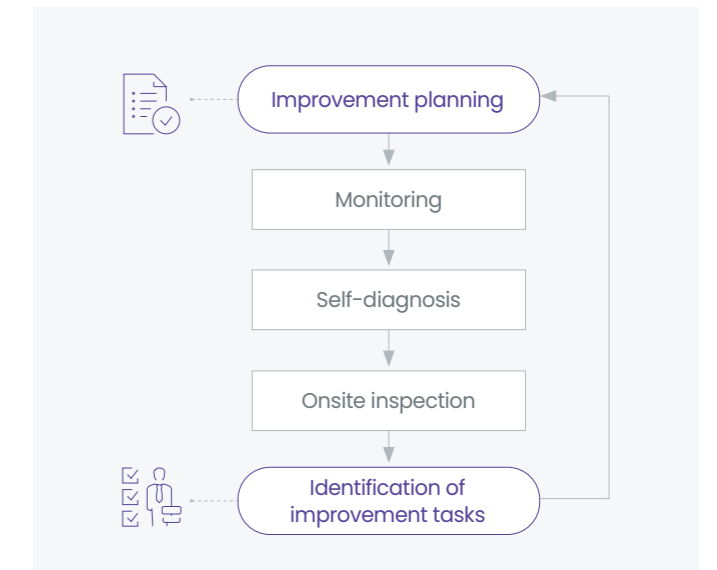 Improvement planning
Monitoring
Self-diagnosis
Onsite inspection
Identification of
improvement tasks